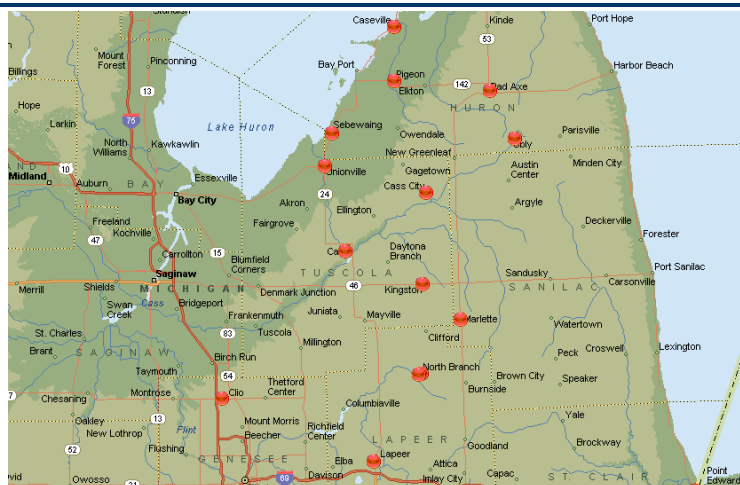 Standish
Caseville
Kinde
Port Hope
Mount
Forest
Pinconning
Bay Port
Pigeon
Elkton
53
142
Bad Axe
Harbor Beach
Billings
13
HURON
Hope
Larkin
75
Lake Huron
Sebewaing
Owendale
Ubly
Parisville
North
Williams
Kawkawlin
New Greenleaf
Gagetown
Austin
Center
Minden City
10
Midland
Essexville
Unionville
Auburn
BAY
Bay City
24
Cass City
Akron
Ellington
Argyle
Freeland
Kochville
Fairgrove
Deckerville
47
Forester
Carrollton
15
Blumfield
Corners
Daytona
Branch
Saginaw
TUSCOLA
Sandusky
Port Sanilac
Merrill
Shields
MICHIGAN
Denmark Junction
46
Kingston
SANILAC
Carsonville
Swan
Creek
Cass
Bridgeport
Frankenmuth
Juniata
Mayville
Marlette
Watertown
St. Charles
83
Tuscola
Clifford
Brant
SAGINAW
Millington
Peck
Croswell
Lexington
Birch Run
Taymouth
54
North Branch
Brown City
Speaker
Chesaning
Montrose
Clio
Thetford
Center
Burnside
Columbiaville
Oakley
13
Flint
Mount Morris
Yale
New Lothrop
Beecher
Richfield
Center
LAPEER
Goodland
Brockway
52
Flushing
GENESEE
Elba
Lapeer
Attica
Owosso
69
Davison
Imlay City
Capac
ST. CLAIR
Point
Edward